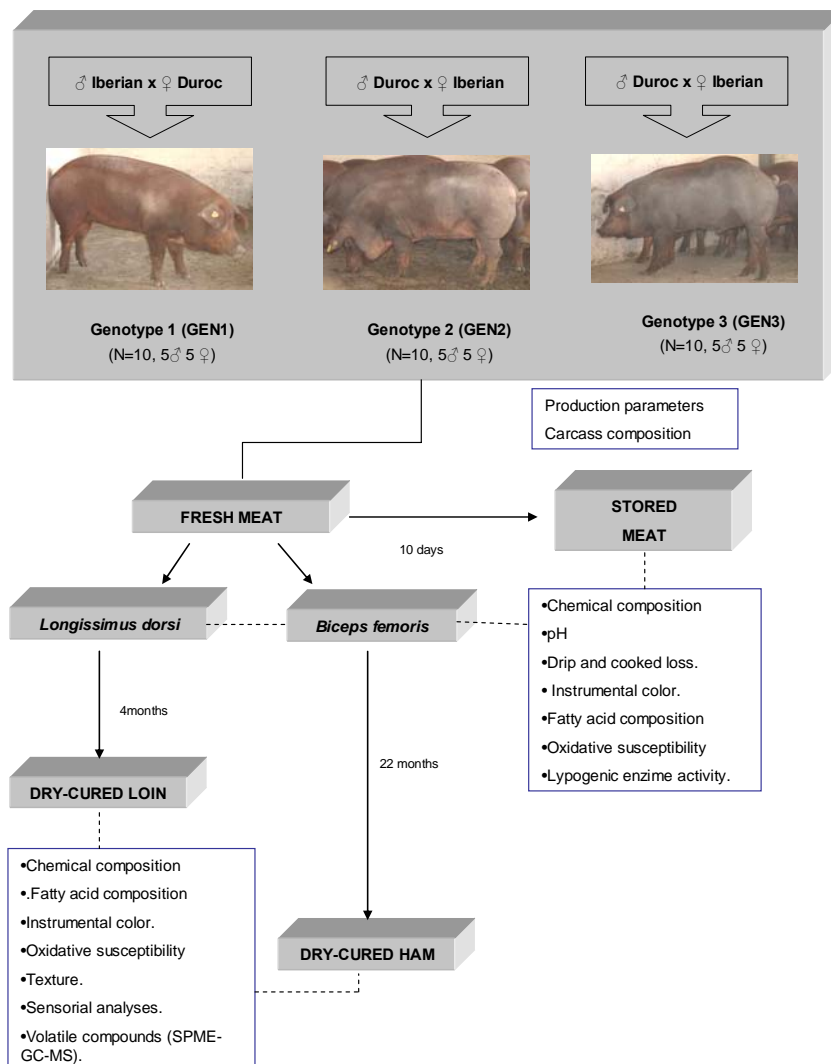 ♂ Iberian x ♀ Duroc
♂ Duroc x ♀ Iberian
♂ Duroc x ♀ Iberian
Genotype 1 (GEN1)
(N=10, 5♂ 5 ♀)
Genotype 2 (GEN2)
(N=10, 5♂ 5 ♀)
Genotype 3 (GEN3)
(N=10, 5♂ 5 ♀)
Production parameters
Carcass composition
FRESH MEAT
10 days
STORED
MEAT
Longissimus dorsi
Biceps femoris
•Chemical composition
•pH
•Drip and cooked loss.
• Instrumental color.
•Fatty acid composition
•Oxidative susceptibility
•Lypogenic enzime activity.
4months
22 months
DRY-CURED LOIN
•Chemical composition
•.Fatty acid composition
•Instrumental color.
•Oxidative susceptibility
•Texture.
•Sensorial analyses.
•Volatile compounds (SPME-
GC-MS).
DRY-CURED HAM